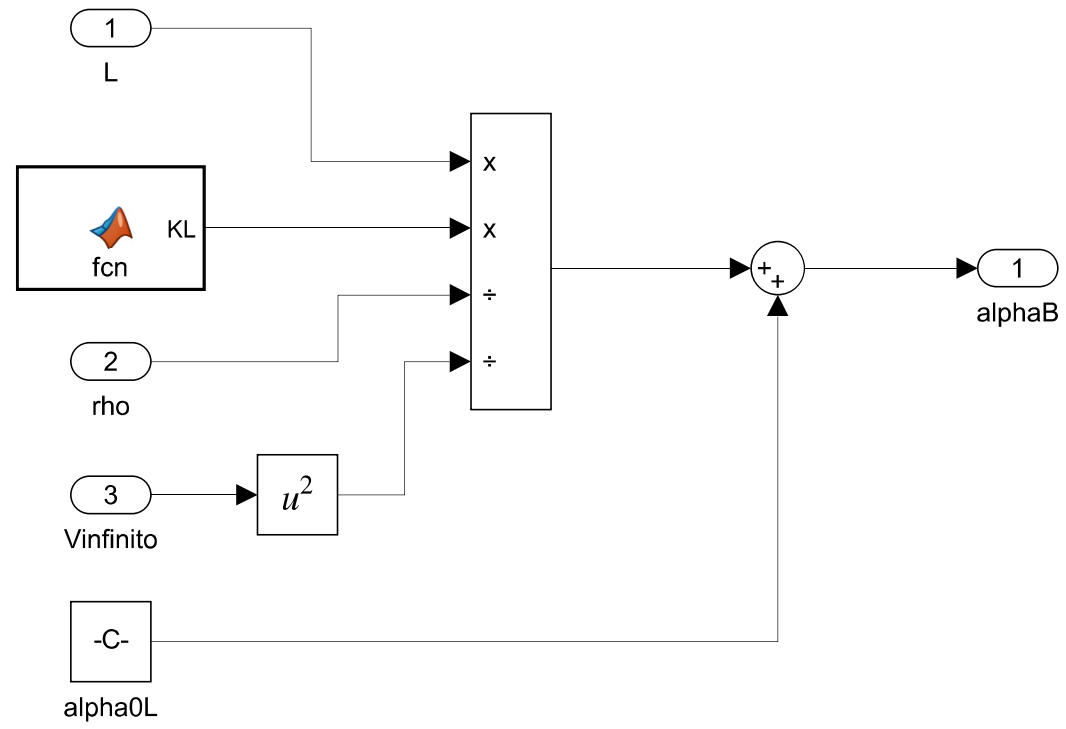 1
L
x
KL
x
fcn
÷
2
÷
rho
+
+
1
alphaB
3
u²
Vinfinito
-C-
alpha0L